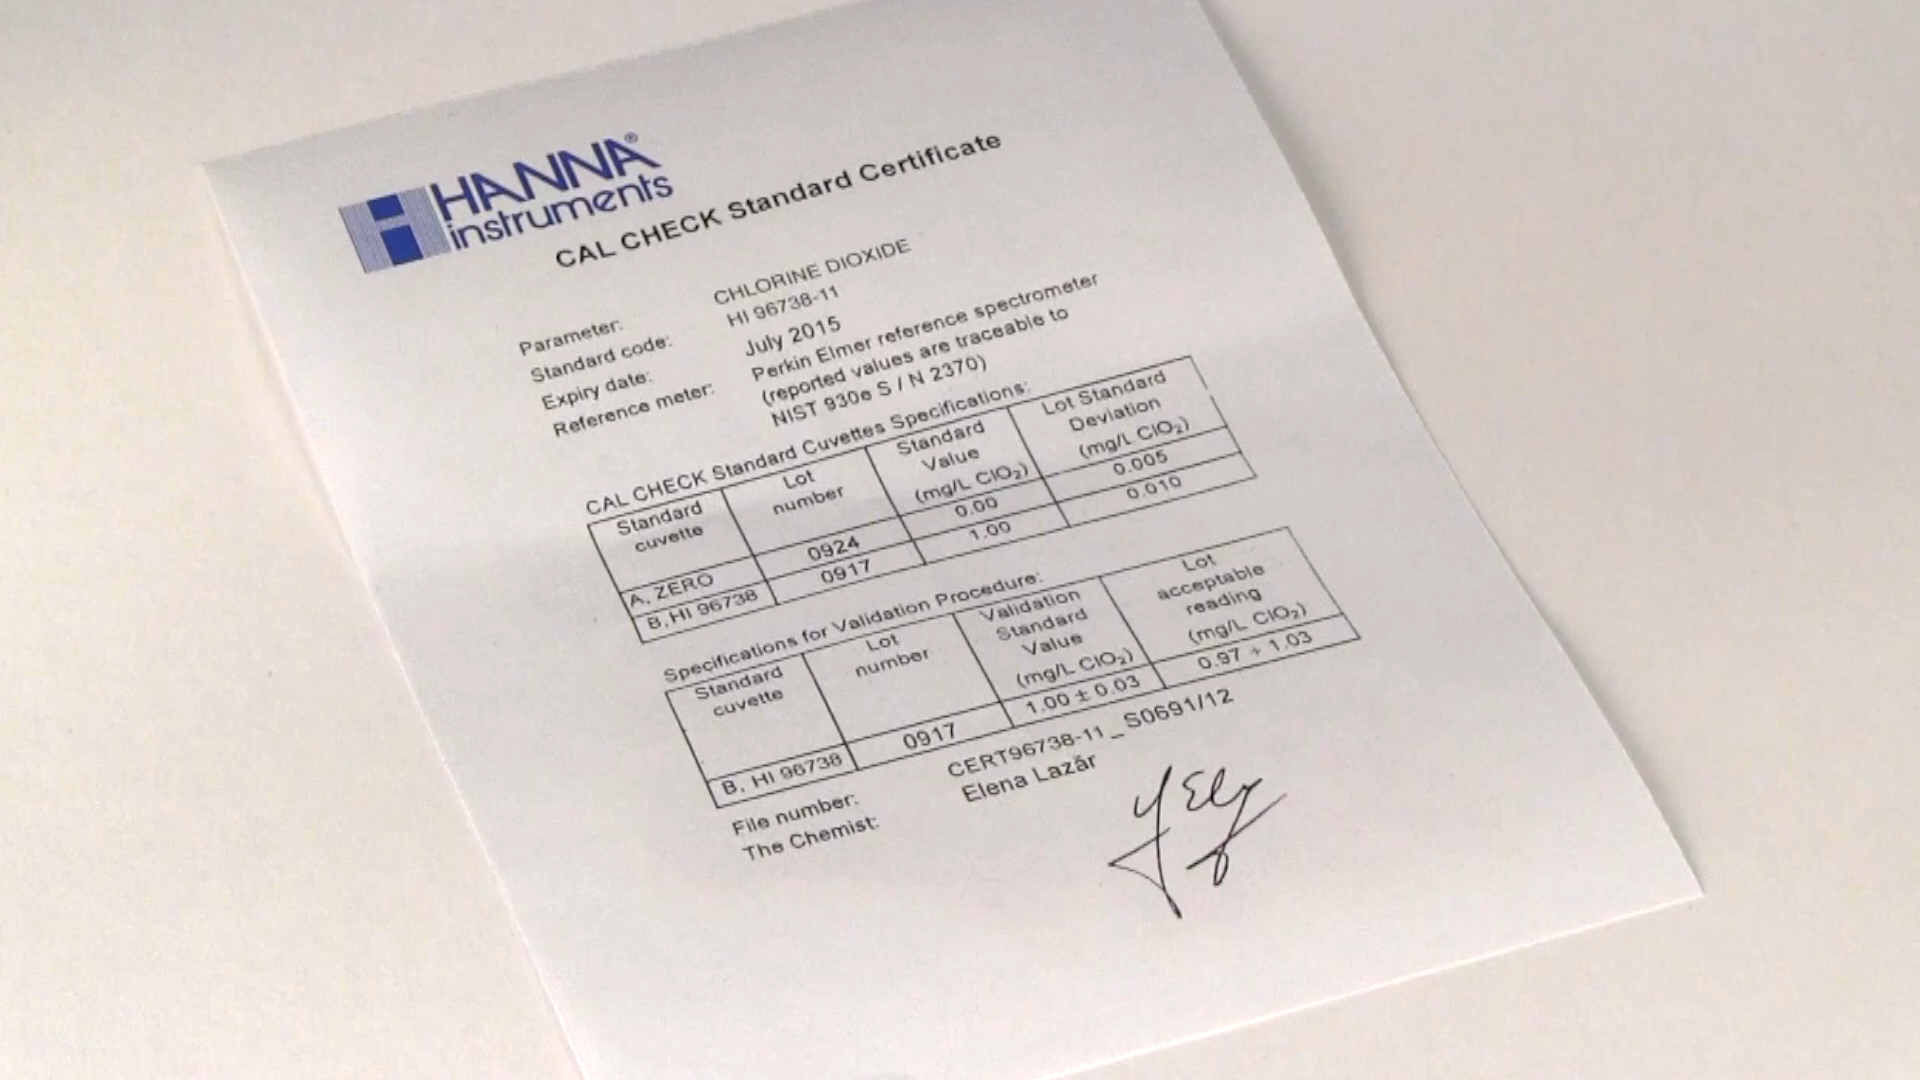 HANNA®
instruments
CAL CHECK Standard Certificate
Parameter: CHLORINE DIOXIDE
Standard code: HI 96738-11
Expiry date: July 2015
Reference meter: Perkin Elmer reference spectrometer
(reported values are traceable to
NIST 930e S / N 2370)
CAL CHECK Standard Cuvettes Specifications:
Standard cuvette Lot number Standard Value (mg/L ClO₂) Lot Standard Deviation (mg/L ClO₂)
A, ZERO 0924 0.00 0.005
B, HI 96738 0917 1.00 0.010
Specifications for Validation Procedure:
Standard cuvette Lot number Validation Standard Value (mg/L ClO₂) Lot acceptable reading (mg/L ClO₂)
B, HI 96738 0917 1.00 ± 0.03 0.97 ÷ 1.03
File number: CERT96738-11_S0691/12
The Chemist: Elena Lazăr